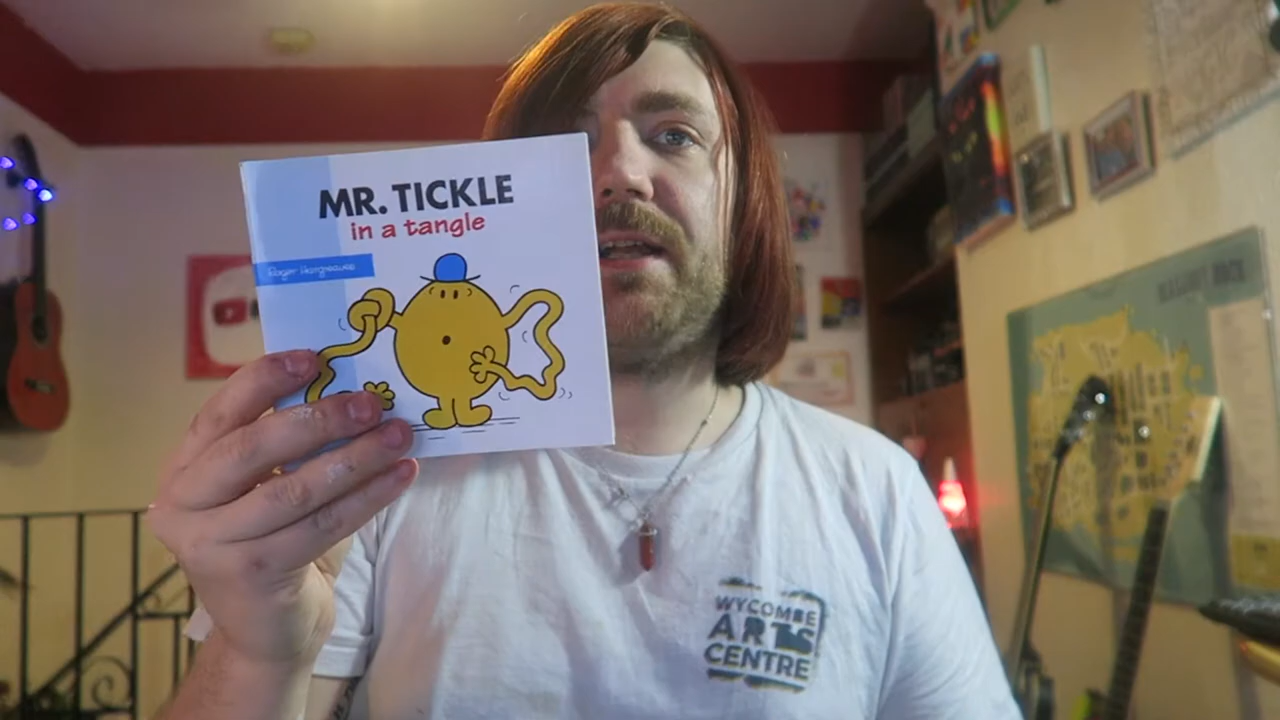 MR. TICKLE
in a tangle
Roger Hargreaves
WYCOMBE
ARTS
CENTRE